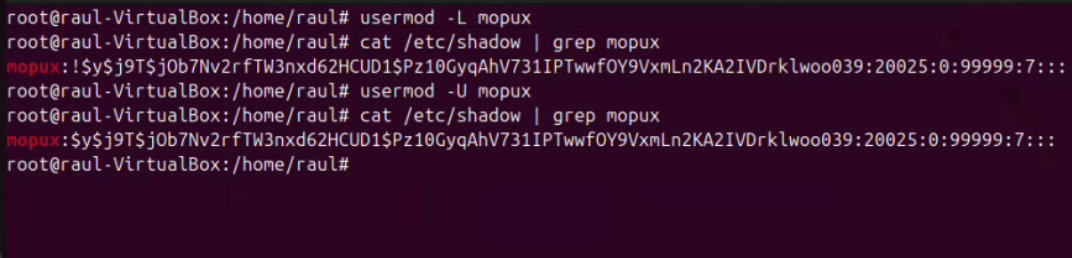 root@raul-VirtualBox:/home/raul# usermod -L mopux
root@raul-VirtualBox:/home/raul# cat /etc/shadow | grep mopux
mopux:!$y$j9T$jOb7Nv2rfTW3nxd62HCUD1$Pz10GyqAhV731IPTwwfOY9VxmLn2KA2IVDrklwoo039:20025:0:99999:7:::
root@raul-VirtualBox:/home/raul# usermod -U mopux
root@raul-VirtualBox:/home/raul# cat /etc/shadow | grep mopux
mopux:$y$j9T$jOb7Nv2rfTW3nxd62HCUD1$Pz10GyqAhV731IPTwwfOY9VxmLn2KA2IVDrklwoo039:20025:0:99999:7:::
root@raul-VirtualBox:/home/raul#